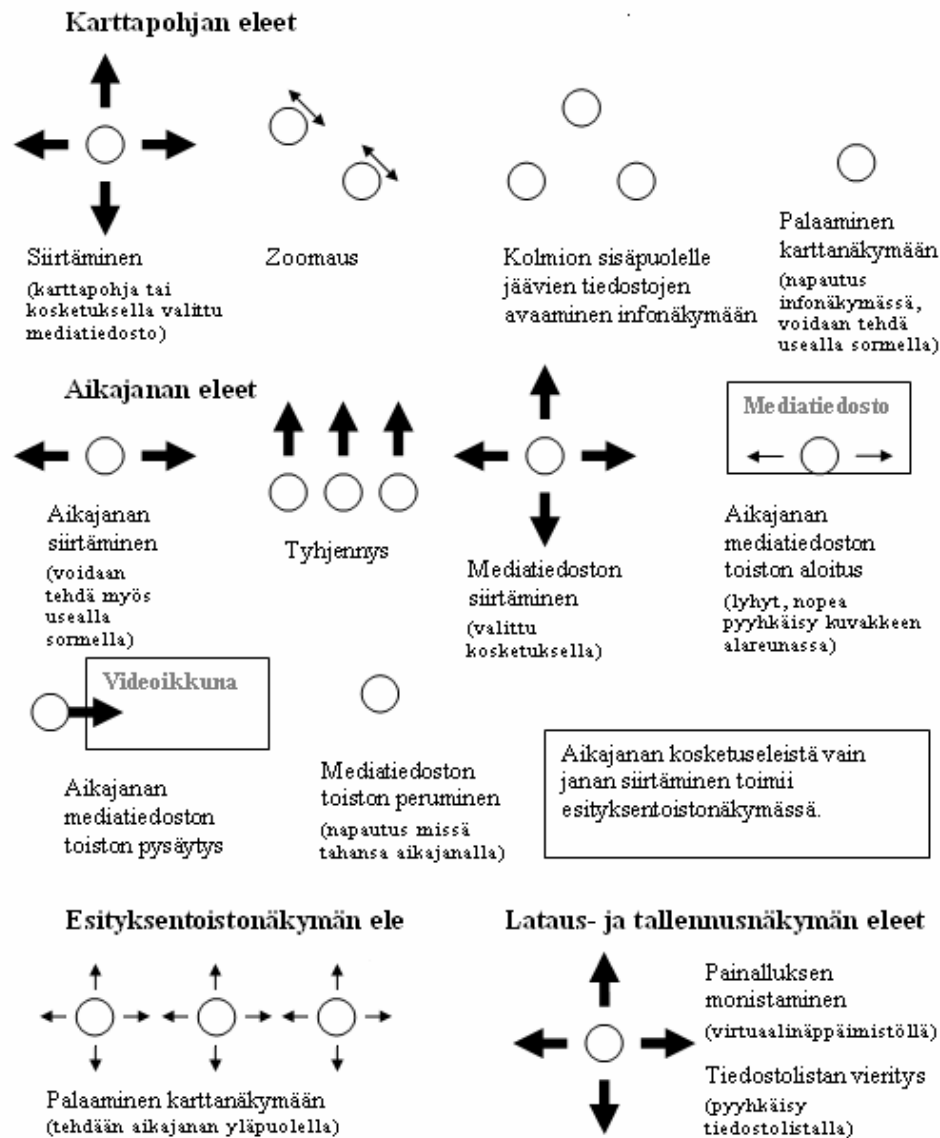 Karttapohjan eleet
Siirtäminen
(karttapohja tai
kosketuksella valittu
mediatiedosto)
Zoomaus
Kolmion sisäpuolelle
jäävien tiedostojen
avaaminen infonäkymään
Palaaminen
karttanäkymään
(napautus
infonäkymässä,
voidaan tehdä
usealla sormella)
Aikajanan eleet
Aikajanan
siirtäminen
(voidaan
tehdä myös
usealla
sormella)
Tyhjennys
Mediatiedoston
siirtäminen
(valittu
kosketuksella)
Mediatiedosto
Aikajanan
mediatiedoston
toiston aloitus
(lyhyt, nopea
pyyhkäisy kuvakkeen
alareunassa)
Videoikkuna
Aikajanan
mediatiedoston
toiston pysäytys
Mediatiedoston
toiston peruminen
(napautus missä
tahansa aikajanalla)
Aikajanan kosketuseleistä vain
janan siirtäminen toimii
esityksentoistonäkymässä.
Esityksentoistonäkymän ele
Palaaminen karttanäkymään
(tehdään aikajanan yläpuolella)
Lataus- ja tallennusnäkymän eleet
Painalluksen
monistaminen
(virtuaalinäppäimistöllä)
Tiedostolistan vieritys
(pyyhkäisy
tiedostolistalla)